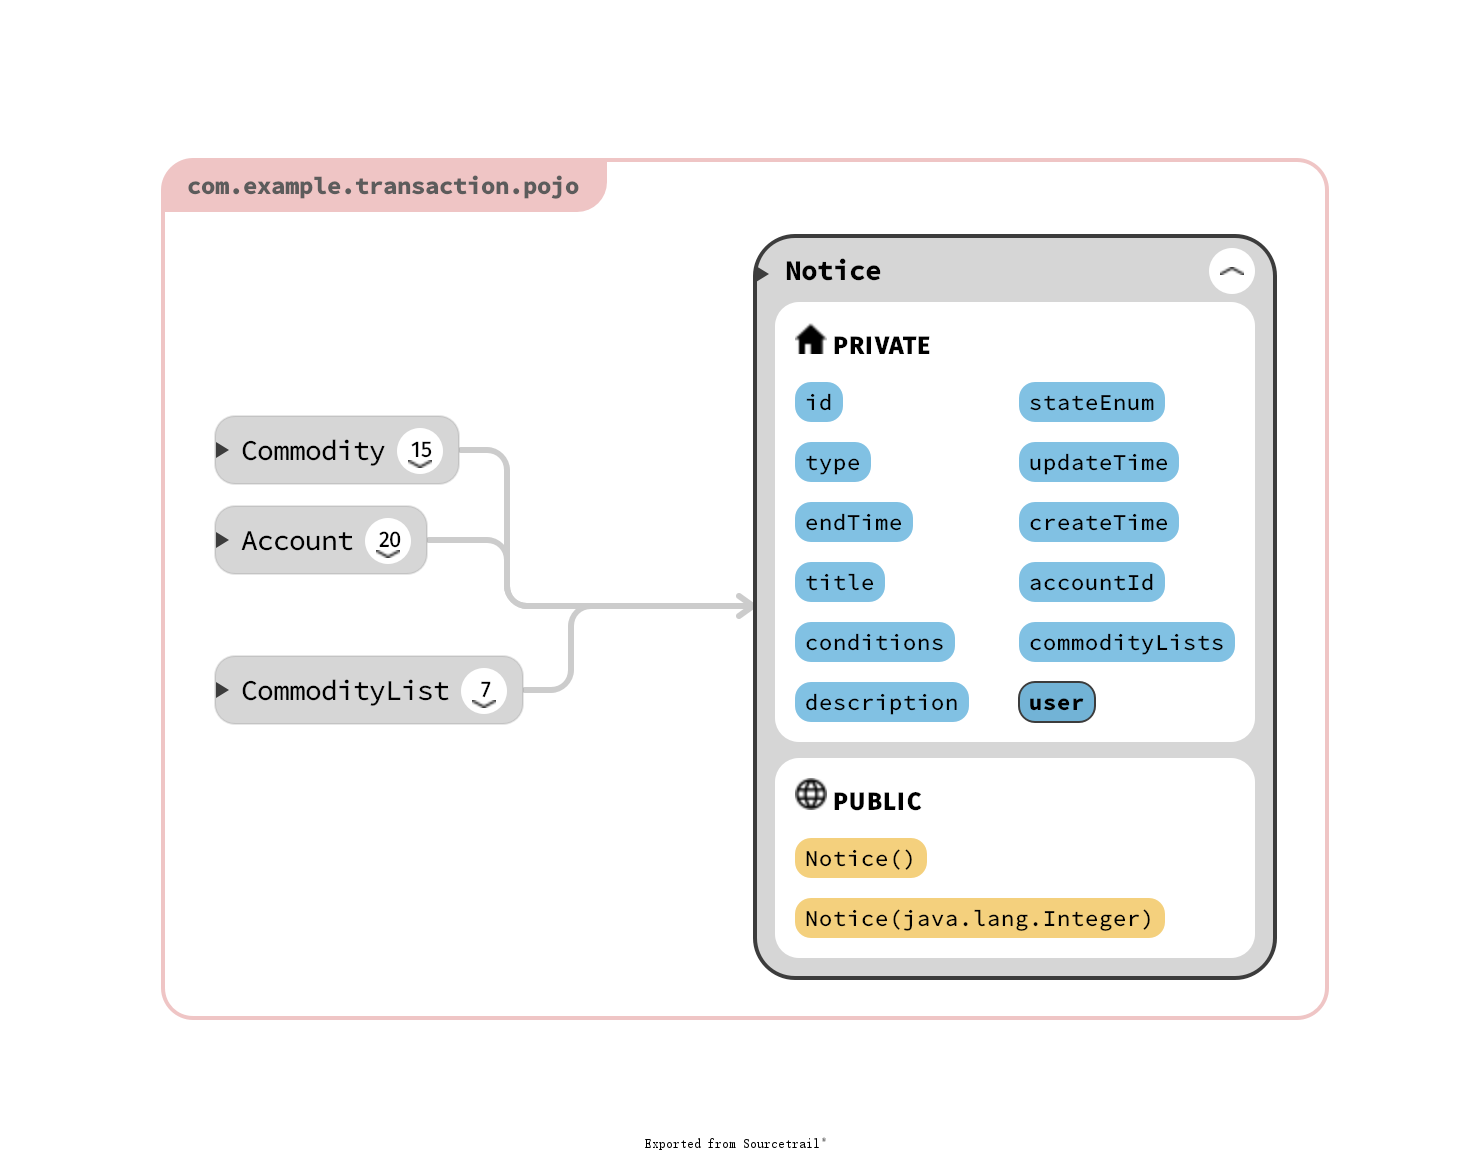 com.example.transaction.pojo
Commodity 15
Account 20
CommodityList 7
Notice
PRIVATE
id
stateEnum
type
updateTime
endTime
createTime
title
accountId
conditions
commodityLists
description
user
PUBLIC
Notice()
Notice(java.lang.Integer)
Exported from Sourcetrail®